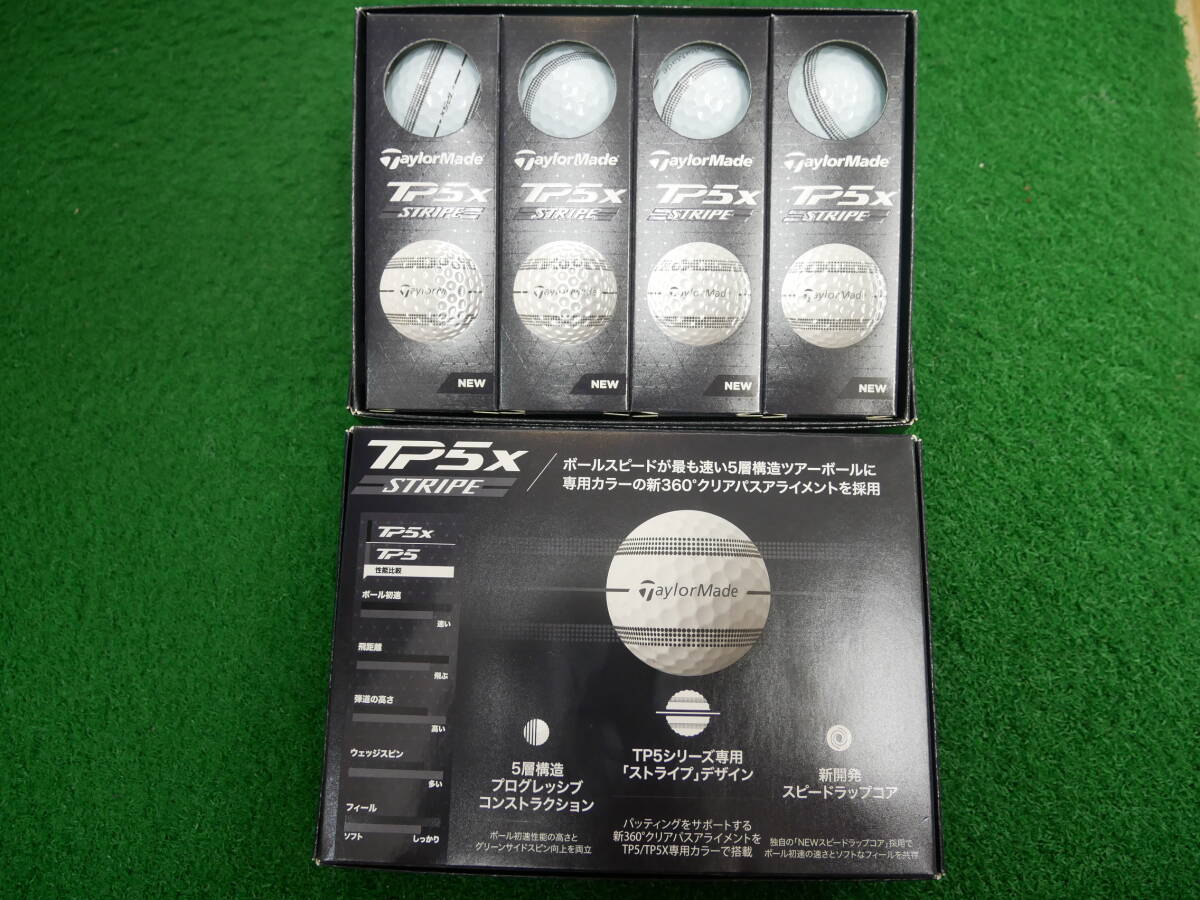 TP5x
TaylorMade TaylorMade TaylorMade TaylorMade
TP5x TP5x TP5x TP5x
STRIPE STRIPE STRIPE STRIPE
TaylorM TaylorMade TaylorMade TaylorMade
NEW NEW NEW NEW
TP5x
STRIPE
ボールスピードが最も速い5層構造ツアーボールに
専用カラーの新360°クリアパスアライメントを採用
TP5x
TP5
性能比較
ボール初速
速い
飛距離
飛ぶ
弾道の高さ
高い
ウェッジスピン
多い
フィール
ソフト しっかり
TaylorMade
5層構造
プログレッシブ
コンストラクション
ボール初速性能の高さと
グリーンサイドスピン向上を両立
TP5シリーズ専用
「ストライプ」デザイン
パッティングをサポートする
新360°クリアパスアライメントを
TP5/TP5X専用カラーで搭載
新開発
スピードラップコア
独自の「NEWスピードラップコア」採用で
ボール初速の速さとソフトなフィールを共存